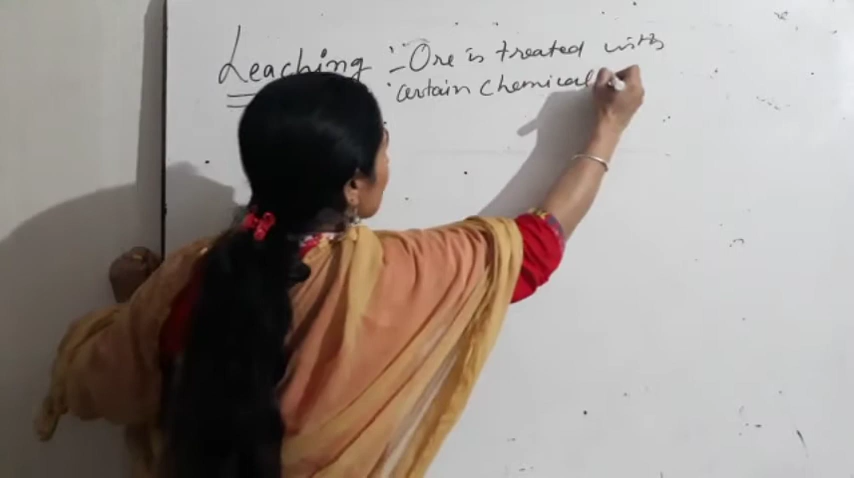 Leaching :- Ore is treated with
certain chemical